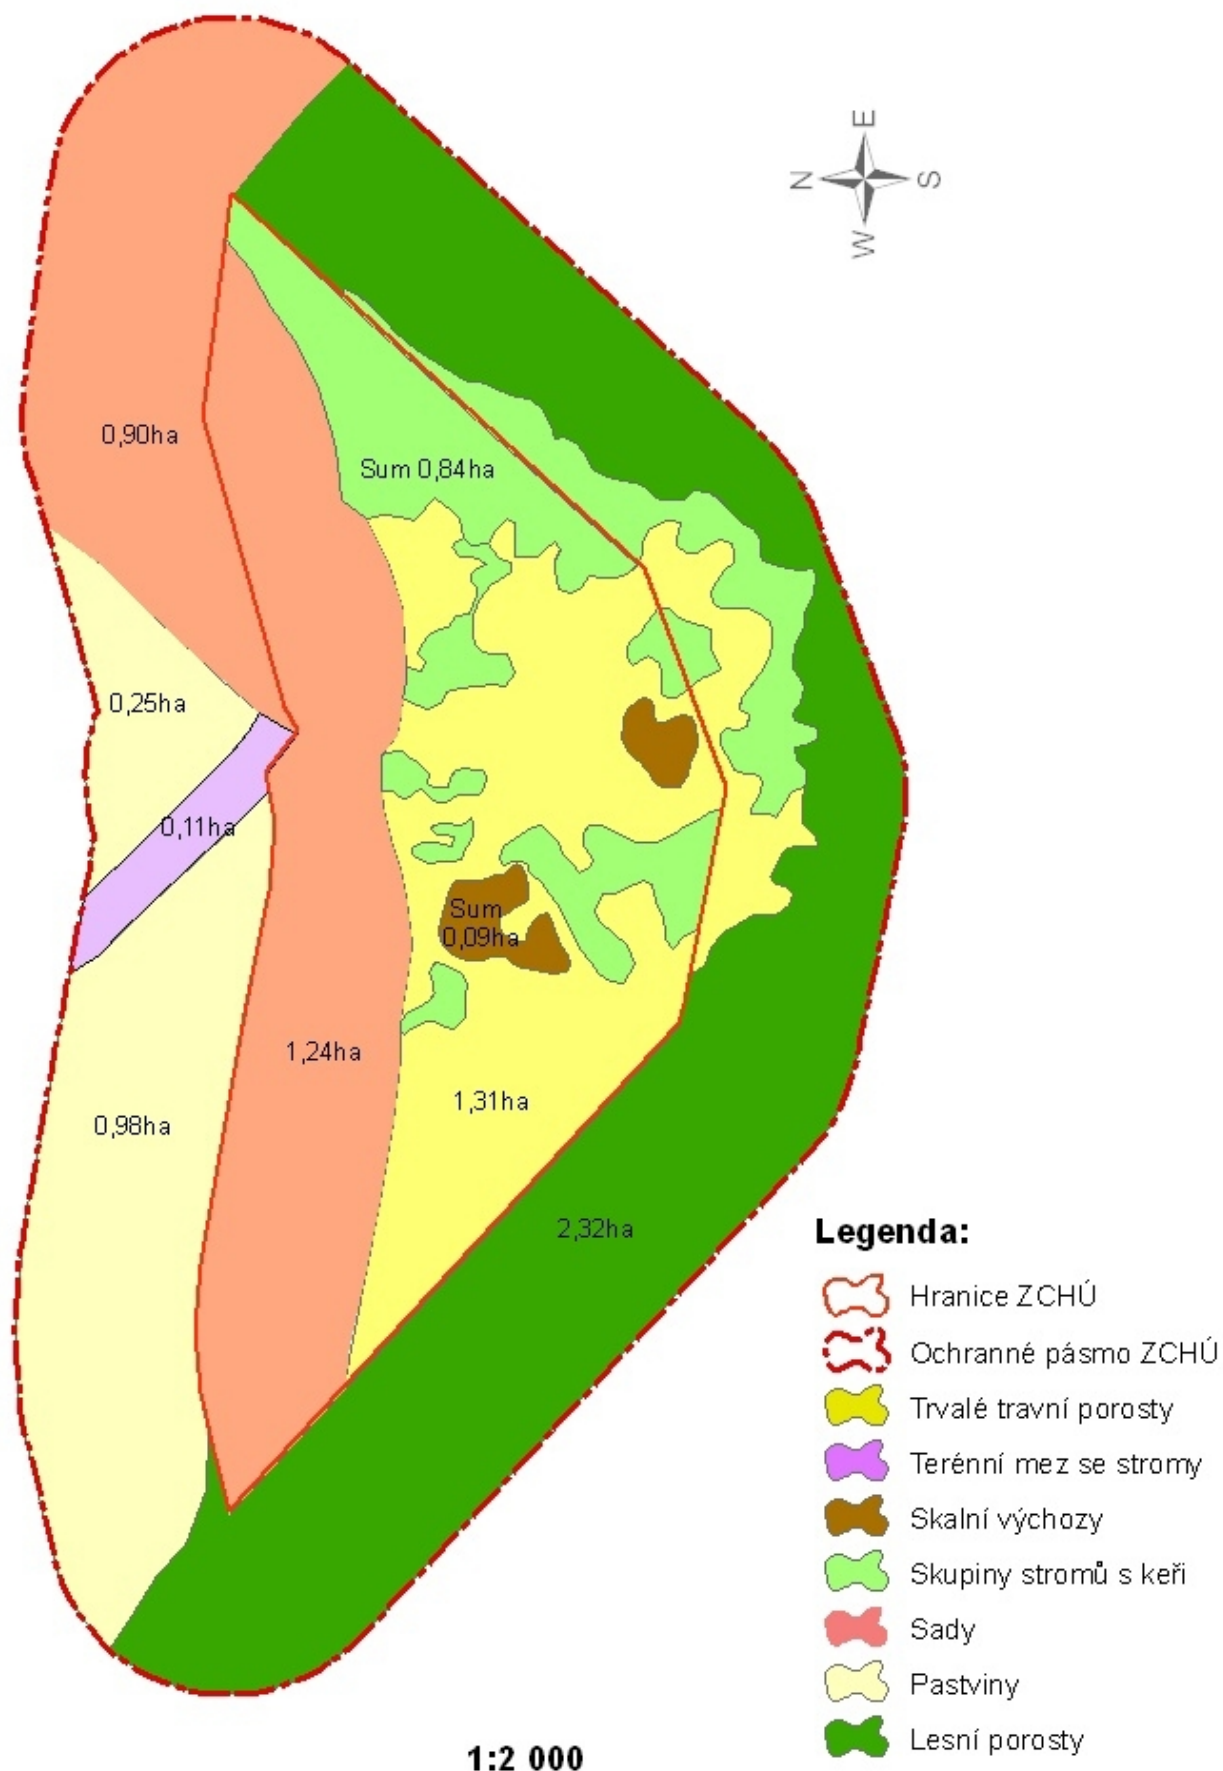 E
N
S
W
0,90ha
Sum 0,84ha
0,25ha
0,11ha
Sum
0,09ha
1,24ha
1,31ha
0,98ha
2,32ha
Legenda:
Hranice ZCHÚ
Ochranné pásmo ZCHÚ
Trvalé travní porosty
Terénní mez se stromy
Skalní výchozy
Skupiny stromů s keři
Sady
Pastviny
Lesní porosty
1:2 000